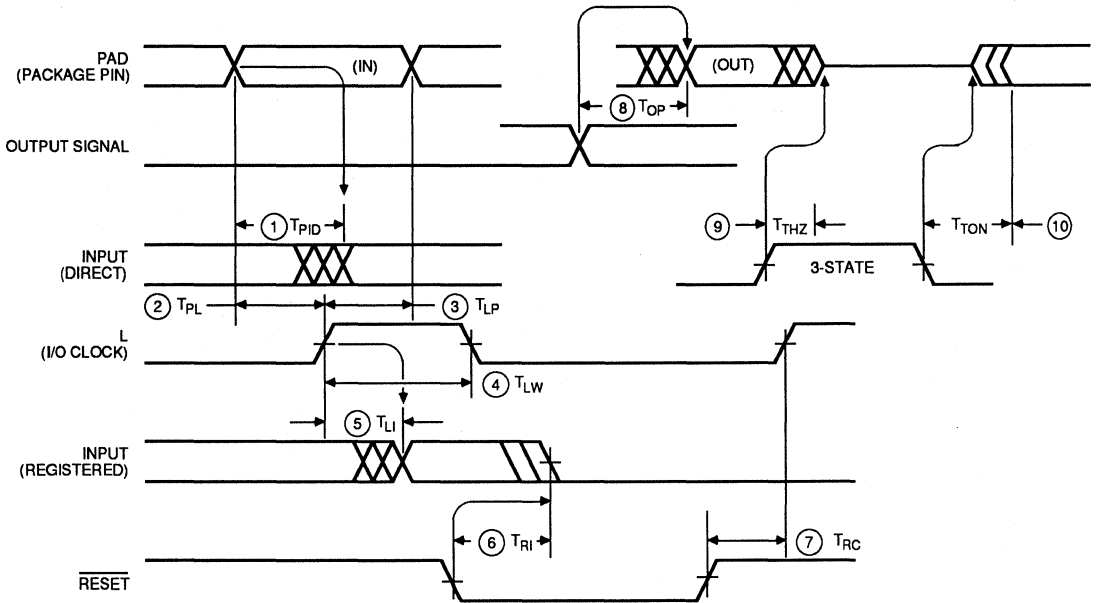 PAD
(PACKAGE PIN)
(IN)
(OUT)
⑧ TOP
OUTPUT SIGNAL
① TPID
⑨ TTHZ
TTON ⑩
INPUT
(DIRECT)
3-STATE
② TPL
③ TLP
L
(I/O CLOCK)
④ TLW
⑤ TLI
INPUT
(REGISTERED)
⑥ TRI
⑦ TRC
RESET